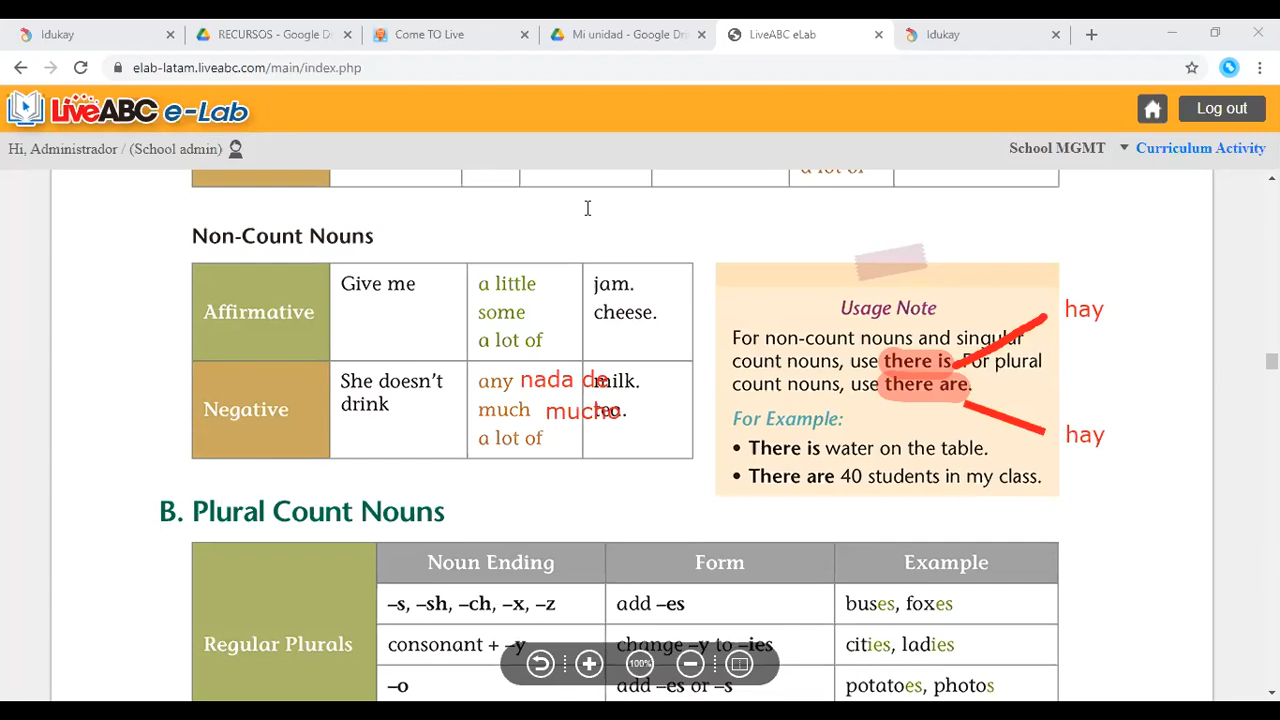 Idukay
RECURSOS - Google Dr
Come TO Live
Mi unidad - Google Driv
LiveABC eLab
Idukay
elab-latam.liveabc.com/main/index.php
LiveABC e-Lab
Log out
Hi, Administrador / (School admin)
School MGMT
Curriculum Activity
a lot of
Non-Count Nouns
Affirmative
Give me
a little
some
a lot of
jam.
cheese.
Negative
She doesn't
drink
any
much
a lot of
nada de
mucho
milk.
Usage Note
For non-count nouns and singular
count nouns, use there is. For plural
count nouns, use there are.
For Example:
• There is water on the table.
• There are 40 students in my class.
hay
hay
B. Plural Count Nouns
Noun Ending
Form
Example
Regular Plurals
–s, –sh, –ch, –x, –z
add –es
buses, foxes
consonant + –y
change –y to –ies
cities, ladies
–o
add –es or –s
potatoes, photos
100%